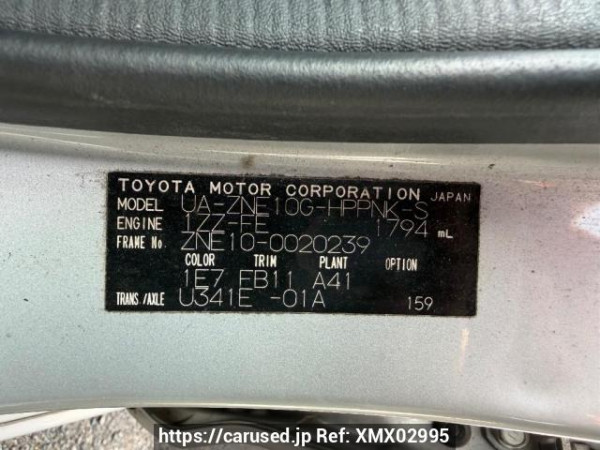 TOYOTA MOTOR CORPORATION JAPAN
MODEL UA-ZNE10G-HPPNK-S
ENGINE 1ZZ-FE 1794 mL
FRAME No. ZNE10-0020239
COLOR TRIM PLANT OPTION
1E7 FB11 A41
TRANS./AXLE U341E -01A 159
https://carused.jp Ref: XMX02995